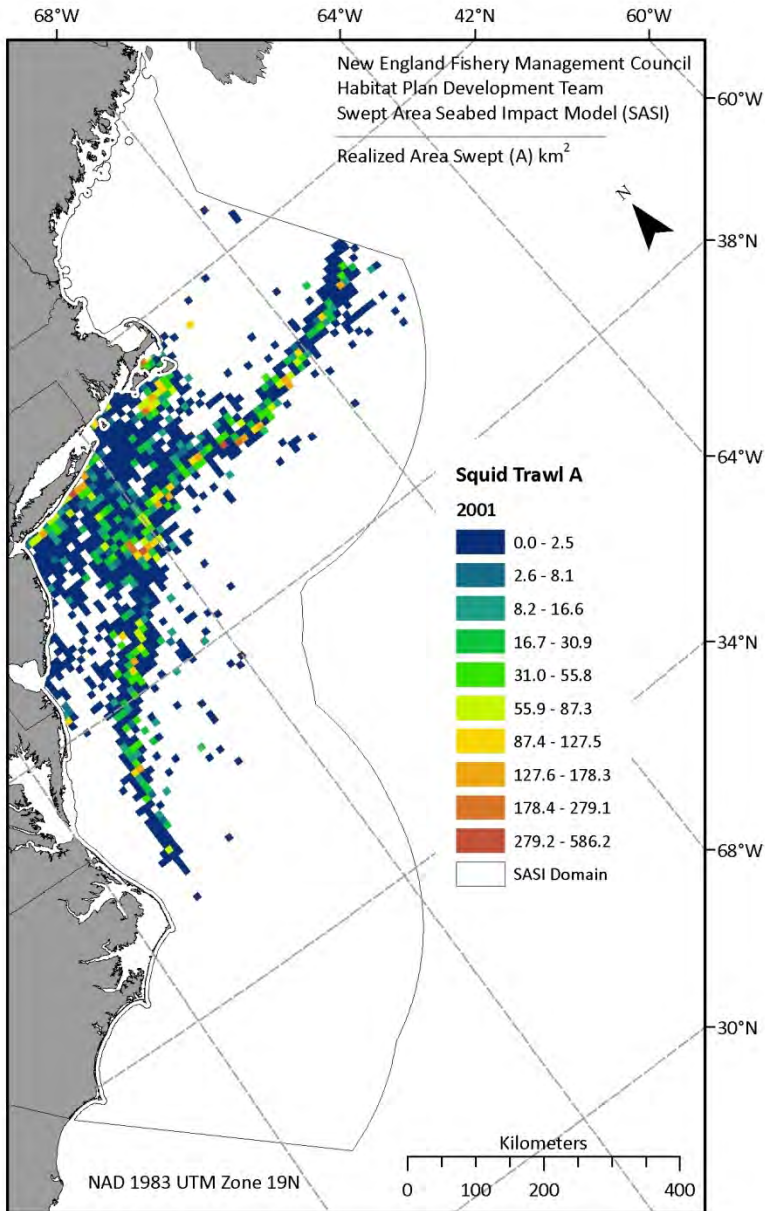 68°W
64°W
42°N
60°W
New England Fishery Management Council
Habitat Plan Development Team
Swept Area Seabed Impact Model (SASI)
Realized Area Swept (A) km²
60°W
N
38°N
64°W
Squid Trawl A
2001
0.0 - 2.5
2.6 - 8.1
8.2 - 16.6
16.7 - 30.9
31.0 - 55.8
55.9 - 87.3
87.4 - 127.5
127.6 - 178.3
178.4 - 279.1
279.2 - 586.2
SASI Domain
34°N
68°W
30°N
Kilometers
0 100 200 400
NAD 1983 UTM Zone 19N